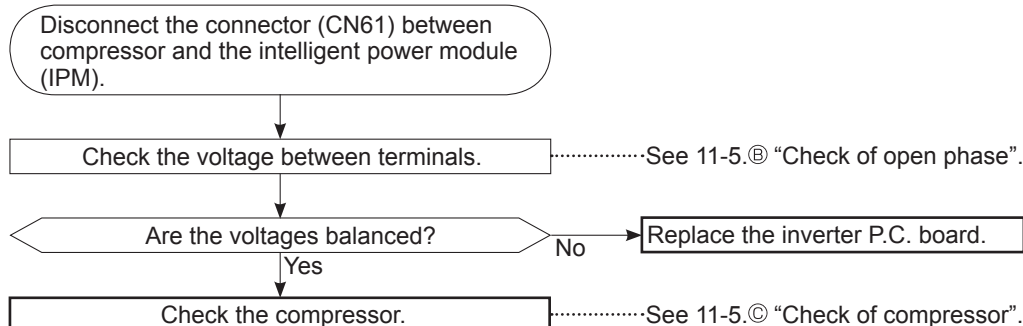 Disconnect the connector (CN61) between
compressor and the intelligent power module
(IPM).
Check the voltage between terminals.
See 11-5.Ⓑ “Check of open phase”.
Are the voltages balanced?
No
Replace the inverter P.C. board.
Yes
Check the compressor.
See 11-5.Ⓒ “Check of compressor”.